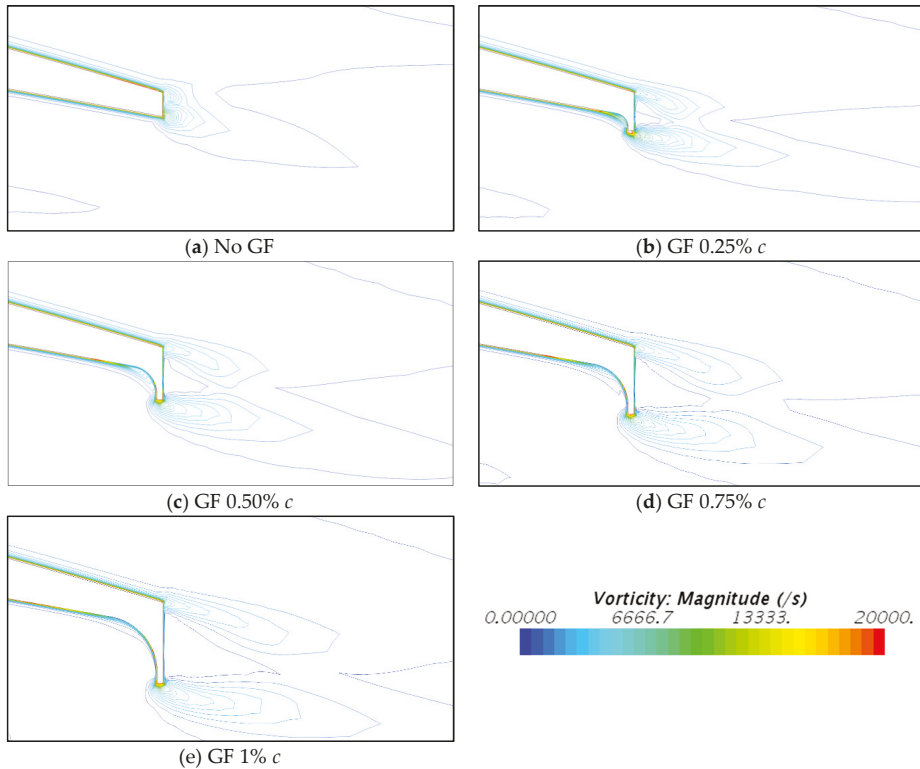 (a) No GF
(b) GF 0.25% c
(c) GF 0.50% c
(d) GF 0.75% c
Vorticity: Magnitude (/s)
0.00000 6666.7 13333. 20000.
(e) GF 1% c